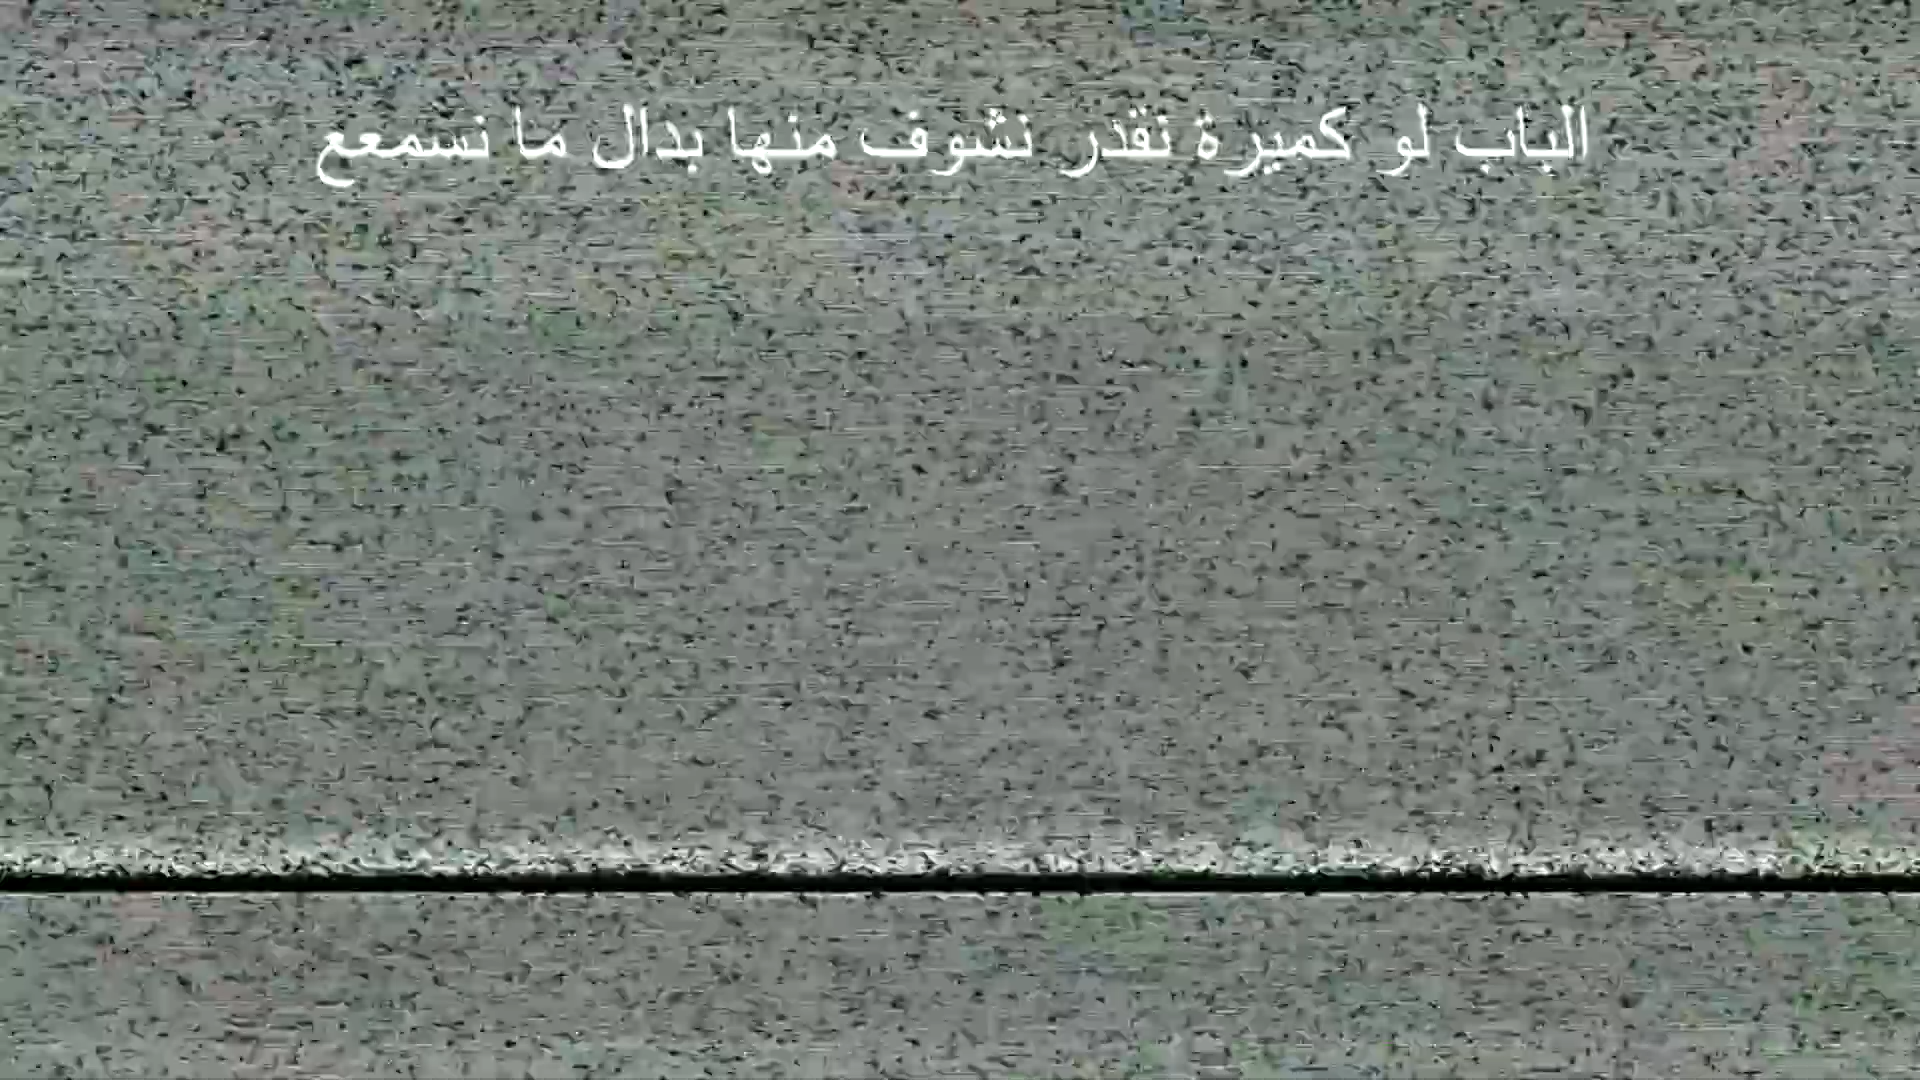 الباب لو كميرة نقدر نشوف منها بدال ما نسمعع